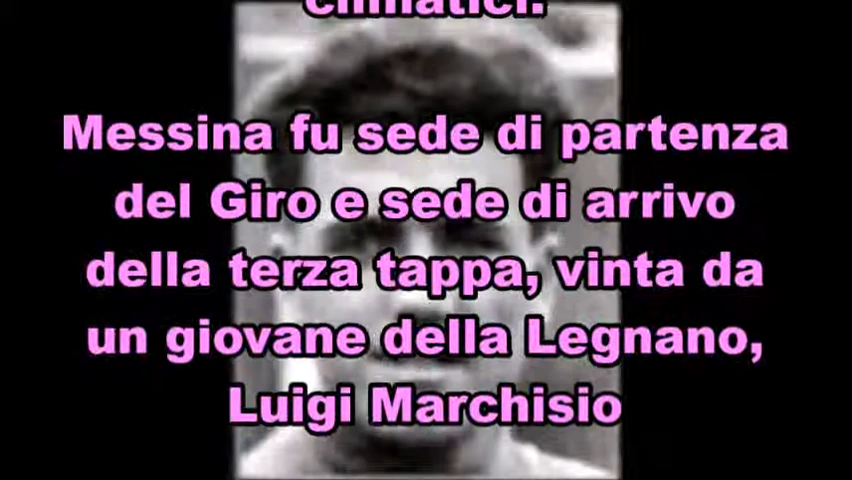 climatici.
Messina fu sede di partenza
del Giro e sede di arrivo
della terza tappa, vinta da
un giovane della Legnano,
Luigi Marchisio